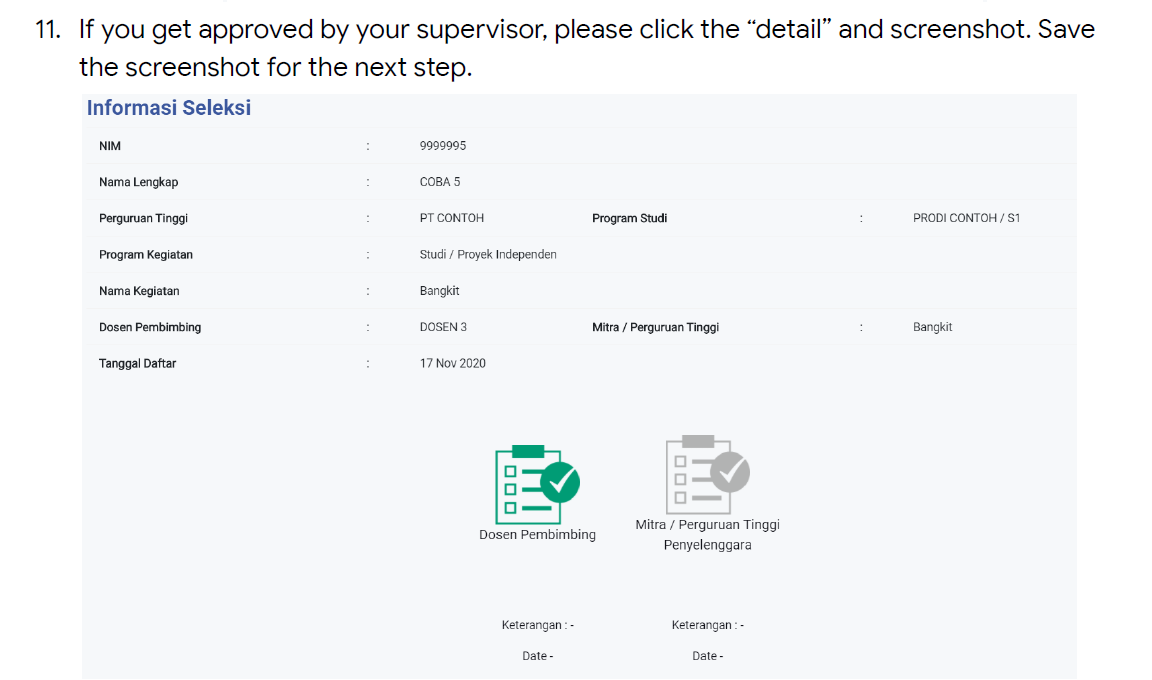 11. If you get approved by your supervisor, please click the “detail” and screenshot. Save
the screenshot for the next step.
Informasi Seleksi
NIM : 9999995
Nama Lengkap : COBA 5
Perguruan Tinggi : PT CONTOH Program Studi : PRODI CONTOH / S1
Program Kegiatan : Studi / Proyek Independen
Nama Kegiatan : Bangkit
Dosen Pembimbing : DOSEN 3 Mitra / Perguruan Tinggi : Bangkit
Tanggal Daftar : 17 Nov 2020
Dosen Pembimbing
Mitra / Perguruan Tinggi
Penyelenggara
Keterangan : - Keterangan : -
Date - Date -